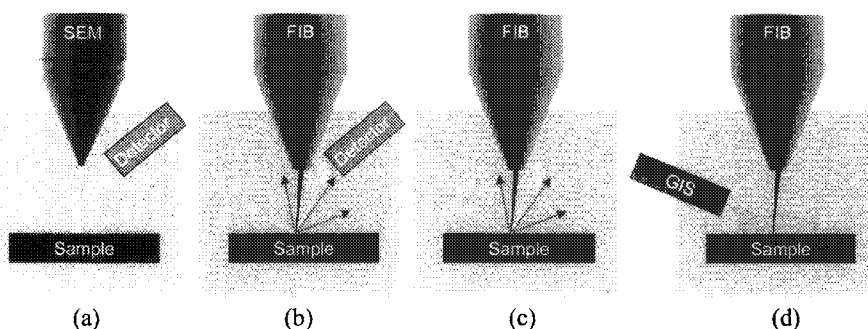 SEM FIB FIB FIB
Detector Detector
GIS
Sample Sample Sample Sample
(a) (b) (c) (d)